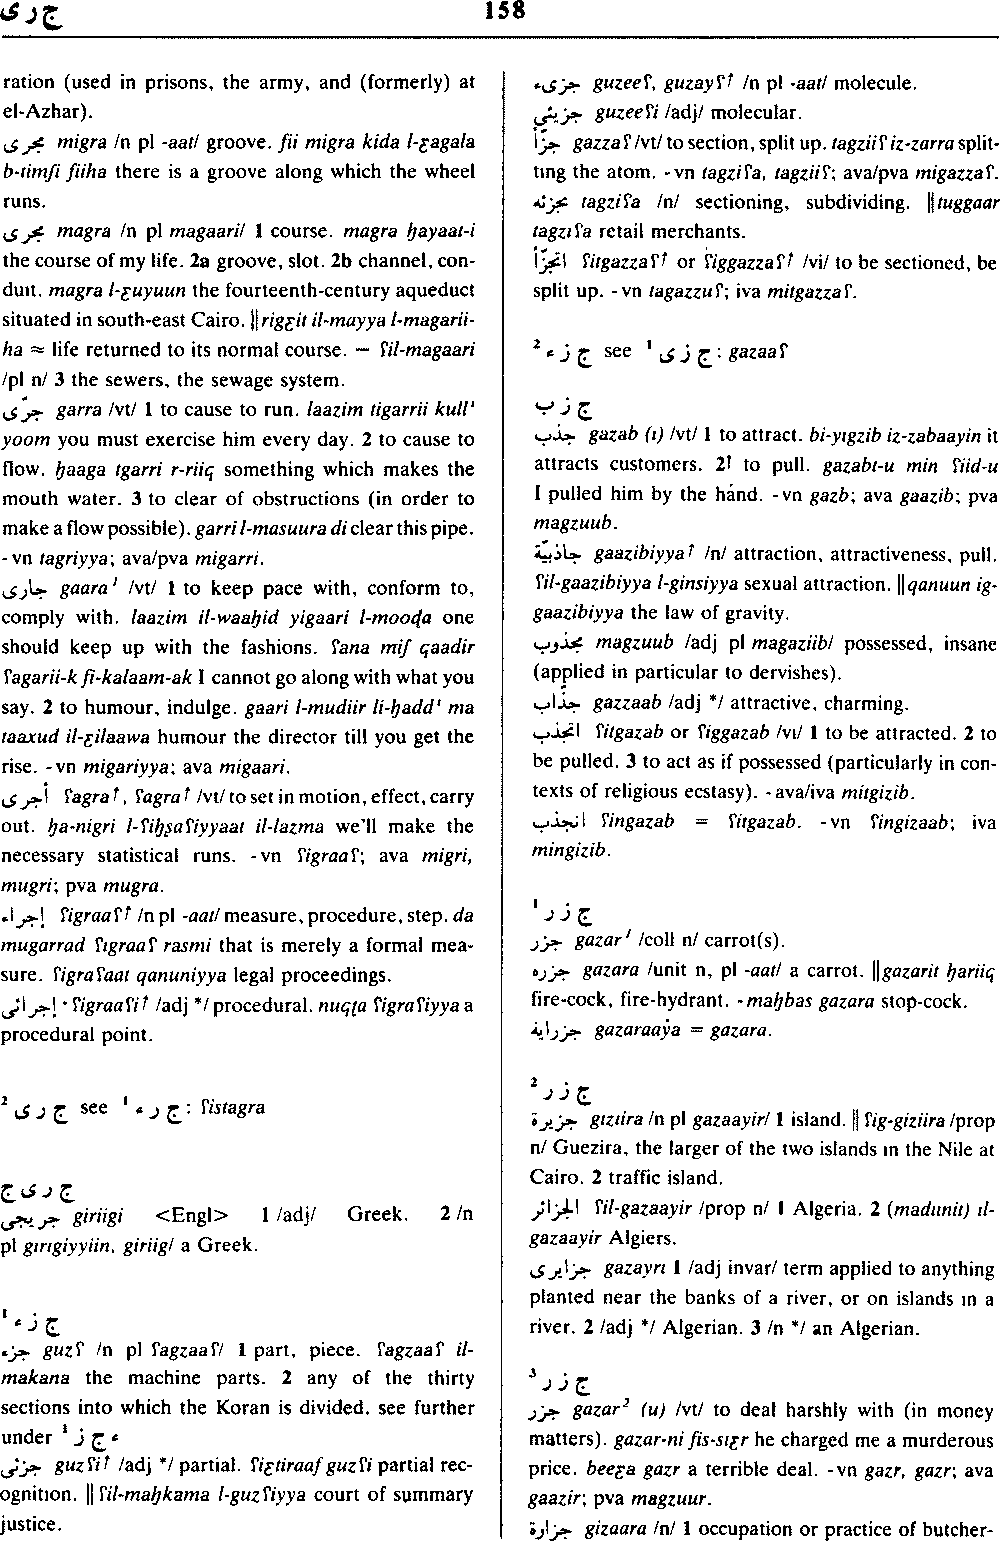 ج ر ى
158
ration (used in prisons, the army, and (formerly) at
el-Azhar).
مجرى migra /n pl -aat/ groove. fii migra kida l-ɛagala
b-timʃi fiiha there is a groove along which the wheel
runs.
مجرى magra /n pl magaari/ 1 course. magra ḥayaat-i
the course of my life. 2a groove, slot. 2b channel, con-
duit. magra l-ɛuyuun the fourteenth-century aqueduct
situated in south-east Cairo. ‖rigɛit il-mayya l-magarii-
ha ≈ life returned to its normal course. — ʕil-magaari
/pl n/ 3 the sewers, the sewage system.
جرّى garra /vt/ 1 to cause to run. laazim tigarrii kull¹
yoom you must exercise him every day. 2 to cause to
flow. ḥaaga tgarri r-riiq something which makes the
mouth water. 3 to clear of obstructions (in order to
make a flow possible). garri l-masuura di clear this pipe.
-vn tagriyya; ava/pva migarri.
جارى gaara¹ /vt/ 1 to keep pace with, conform to,
comply with. laazim il-waaḥid yigaari l-mooḍa one
should keep up with the fashions. ʕana miʃ qaadir
ʕagarii-k fi-kalaam-ak I cannot go along with what you
say. 2 to humour, indulge. gaari l-mudiir li-ḥadd¹ ma
taaxud il-ɛilaawa humour the director till you get the
rise. -vn migariyya; ava migaari.
أجرى ʕagra↑, ʕagra↑ /vt/ to set in motion, effect, carry
out. ḥa-nigri l-ʕiḥṣaʕiyyaat il-lazma we'll make the
necessary statistical runs. -vn ʕigraaʕ; ava migri,
mugri; pva mugra.
إجراء ʕigraaʕ↑ /n pl -aat/ measure, procedure, step. da
mugarrad ʕigraaʕ rasmi that is merely a formal mea-
sure. ʕigraʕaat qanuniyya legal proceedings.
إجرائى ʕigraaʕi↑ /adj */ procedural. nuqṭa ʕigraʕiyya a
procedural point.
² ج ر ى see ¹ ج ر ء : ʕistagra
ج ر ى ج
جريجى giriigi <Engl> 1 /adj/ Greek. 2 /n
pl girigiyyiin, giriig/ a Greek.
¹ ج ز ء
جزء guzʕ /n pl ʕagzaaʕ/ 1 part, piece. ʕagzaaʕ il-
makana the machine parts. 2 any of the thirty
sections into which the Koran is divided. see further
under ¹ ء ج ز
جزئى guzʕi↑ /adj */ partial. ʕiɛtiraaf guzʕi partial rec-
ognition. ‖ ʕil-maḥkama l-guzʕiyya court of summary
justice.
جزىء guzeeʕ, guzayʕ↑ /n pl -aat/ molecule.
جزيئى guzeeʕi /adj/ molecular.
جزّأ gazzaʕ /vt/ to section, split up. tagziiʕ iz-zarra split-
ting the atom. -vn tagziʕa, tagziiʕ; ava/pva migazzaʕ.
تجزئه tagziʕa /n/ sectioning, subdividing. ‖tuggaar
tagziʕa retail merchants.
اتجزّأ ʕitgazzaʕ↑ or ʕiggazzaʕ↑ /vi/ to be sectioned, be
split up. -vn tagazzuʕ; iva mitgazzaʕ.
² ج ز ء see ¹ ج ز ى : gazaaʕ
ج ز ب
جذب gazab (i) /vt/ 1 to attract. bi-yigzib iz-zabaayin it
attracts customers. 2↑ to pull. gazabt-u min ʕiid-u
I pulled him by the hand. -vn gazb; ava gaazib; pva
magzuub.
جاذبيّة gaazibiyya↑ /n/ attraction, attractiveness, pull.
ʕil-gaazibiyya l-ginsiyya sexual attraction. ‖qanuun ig-
gaazibiyya the law of gravity.
مجذوب magzuub /adj pl magaziib/ possessed, insane
(applied in particular to dervishes).
جذّاب gazzaab /adj */ attractive, charming.
اتجذب ʕitgazab or ʕiggazab /vi/ 1 to be attracted. 2 to
be pulled. 3 to act as if possessed (particularly in con-
texts of religious ecstasy). -ava/iva mitgizib.
انجذب ʕingazab = ʕitgazab. -vn ʕingizaab; iva
mingizib.
¹ ج ز ر
جزر gazar¹ /coll n/ carrot(s).
جزره gazara /unit n, pl -aat/ a carrot. ‖gazarit ḥariiq
fire-cock, fire-hydrant. -maḥbas gazara stop-cock.
جزراية gazaraaya = gazara.
² ج ز ر
جزيرة giziira /n pl gazaayir/ 1 island. ‖ ʕig-giziira /prop
n/ Guezira, the larger of the two islands in the Nile at
Cairo. 2 traffic island.
الجزائر ʕil-gazaayir /prop n/ 1 Algeria. 2 (madiinit) il-
gazaayir Algiers.
جزايرى gazayri 1 /adj invar/ term applied to anything
planted near the banks of a river, or on islands in a
river. 2 /adj */ Algerian. 3 /n */ an Algerian.
³ ج ز ر
جزر gazar² (u) /vt/ to deal harshly with (in money
matters). gazar-ni fis-siɛr he charged me a murderous
price. beeɛa gazr a terrible deal. -vn gazr, gazr; ava
gaazir; pva magzuur.
جزارة gizaara /n/ 1 occupation or practice of butcher-